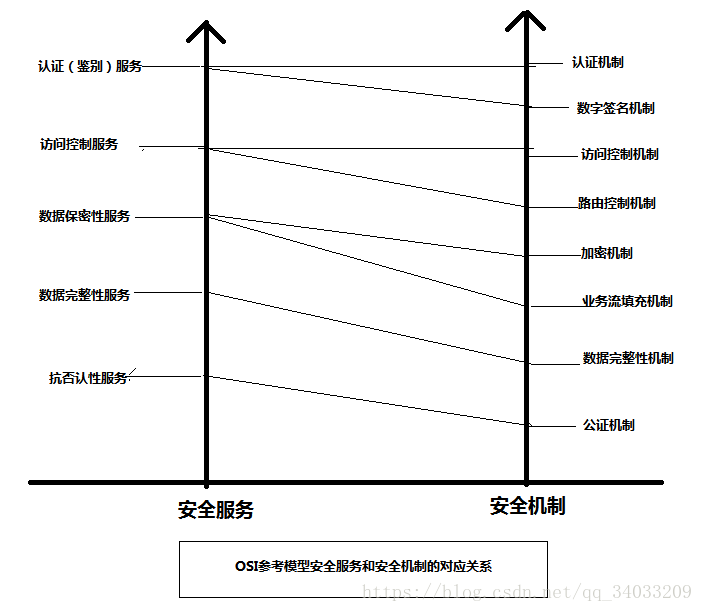 认证（鉴别）服务
认证机制
数字签名机制
访问控制服务
访问控制机制
路由控制机制
数据保密性服务
加密机制
数据完整性服务
业务流填充机制
数据完整性机制
抗否认性服务
公证机制
安全服务
安全机制
OSI参考模型安全服务和安全机制的对应关系
https://blog.csdn.net/qq_34033209